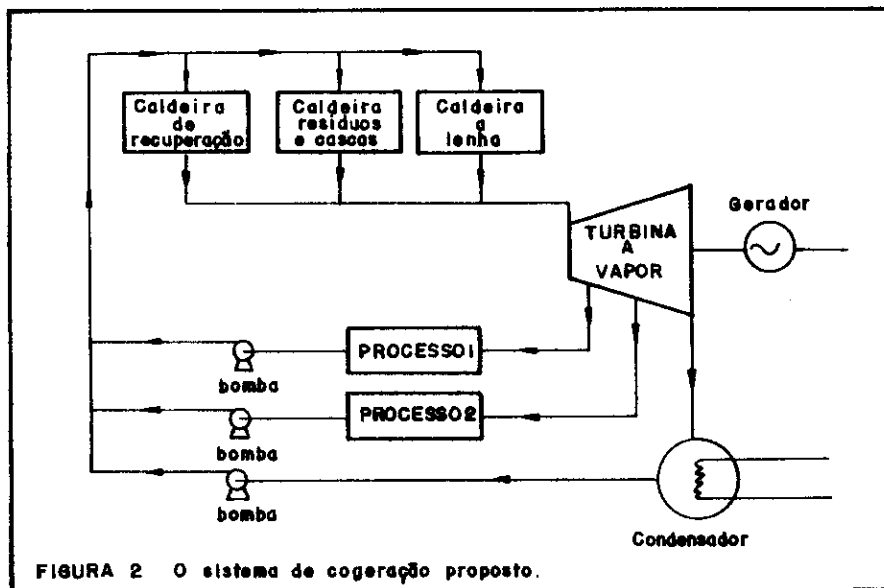 Caldeira
de
recuperação
Caldeira
resíduos
e cascas
Caldeira
a
lenha
Gerador
TURBINA
A
VAPOR
PROCESSO1
bomba
PROCESSO2
bomba
bomba
Condensador
FIGURA 2 O sistema de cogeração proposto.